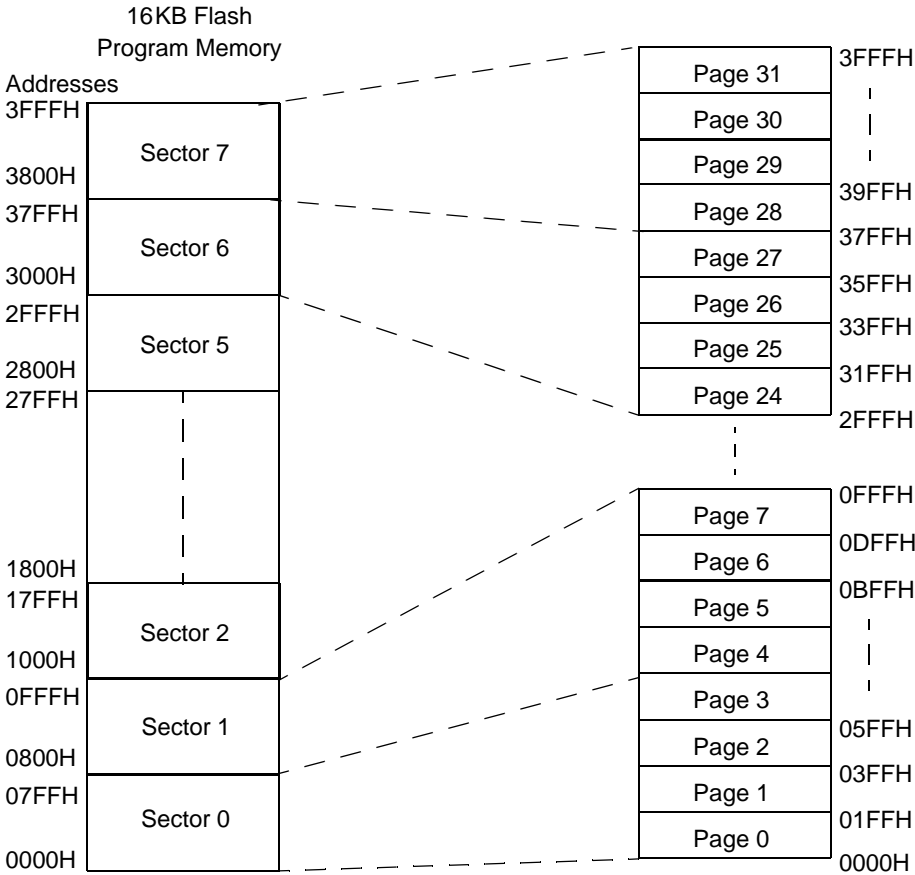 16KB Flash
Program Memory
Addresses
3FFFH
Sector 7
3800H
37FFH
Sector 6
3000H
2FFFH
Sector 5
2800H
27FFH
1800H
17FFH
Sector 2
1000H
0FFFH
Sector 1
0800H
07FFH
Sector 0
0000H
3FFFH
Page 31
Page 30
Page 29
39FFH
Page 28
37FFH
Page 27
35FFH
Page 26
33FFH
Page 25
31FFH
Page 24
2FFFH
0FFFH
Page 7
0DFFH
Page 6
0BFFH
Page 5
Page 4
Page 3
05FFH
Page 2
03FFH
Page 1
01FFH
Page 0
0000H